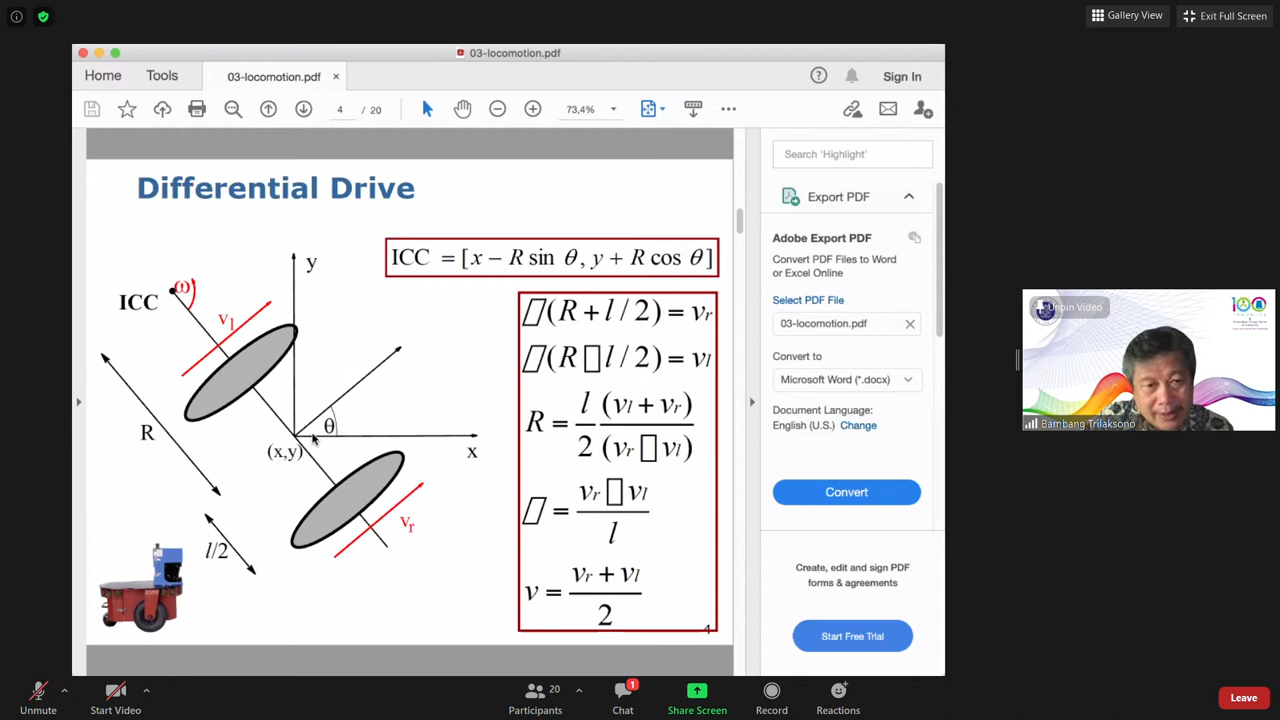 Gallery View
Exit Full Screen
03-locomotion.pdf
Home
Tools
03-locomotion.pdf ×
Sign In
4 / 20
73,4%
Search 'Highlight'
Differential Drive
Export PDF
ICC = [x − R sin θ, y + R cos θ]
Adobe Export PDF
Convert PDF Files to Word
or Excel Online
Select PDF File
03-locomotion.pdf
Convert to
Microsoft Word (*.docx)
Document Language:
English (U.S.) Change
Convert
Create, edit and sign PDF
forms & agreements
Start Free Trial
y
ω
ICC
v_l
R
θ
(x,y)
x
v_r
l/2
▯(R + l / 2) = v_r
▯(R ▯ l / 2) = v_l
R = l/2 (v_l + v_r)/(v_r ▯ v_l)
▯ = (v_r ▯ v_l)/l
v = (v_r + v_l)/2
4
Unpin Video
Bambang Trilaksono
Unmute
Start Video
20
Participants
1
Chat
Share Screen
Record
Reactions
Leave